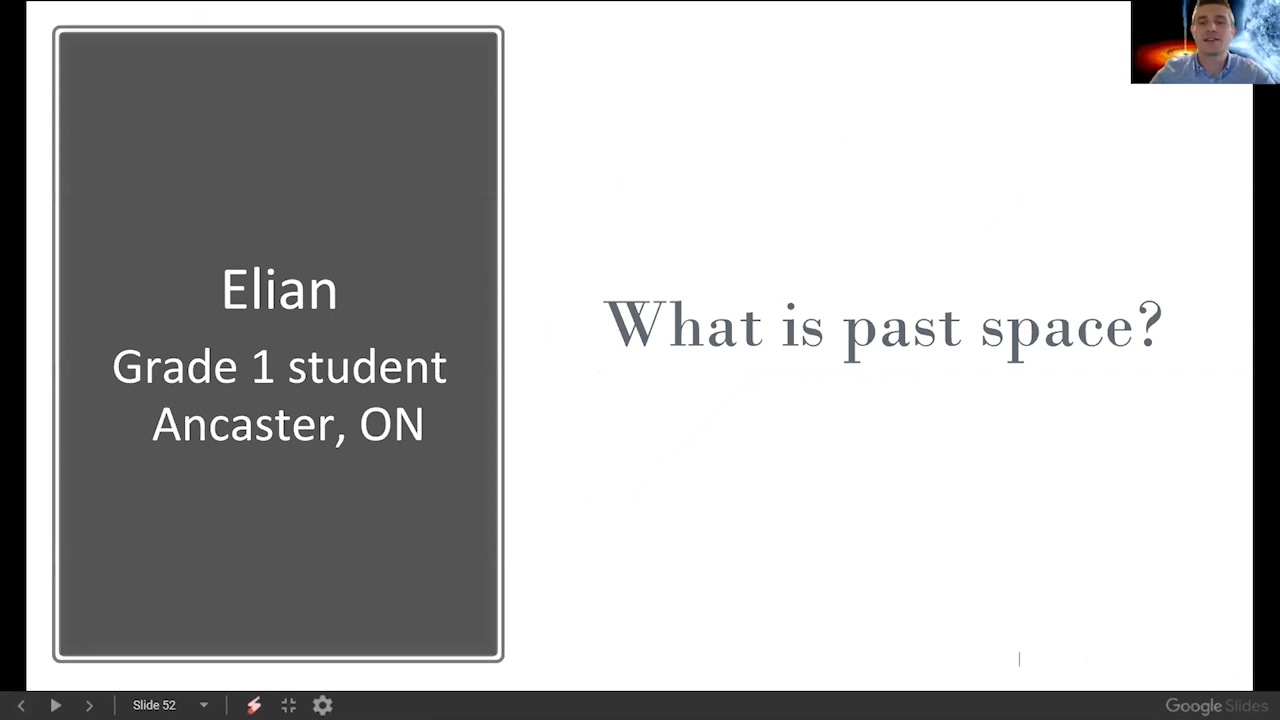 Elian
Grade 1 student
Ancaster, ON
What is past space?
Slide 52
Google Slides